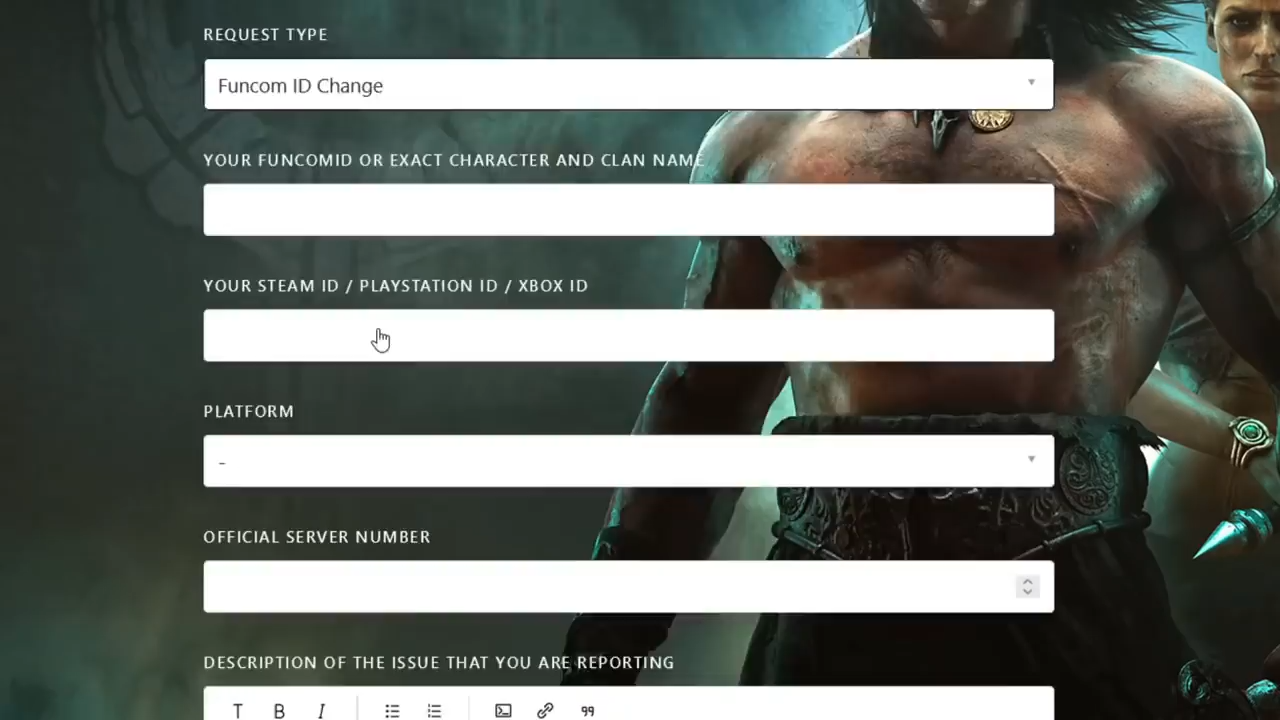 REQUEST TYPE
Funcom ID Change
YOUR FUNCOMID OR EXACT CHARACTER AND CLAN NAME
YOUR STEAM ID / PLAYSTATION ID / XBOX ID
PLATFORM
-
OFFICIAL SERVER NUMBER
DESCRIPTION OF THE ISSUE THAT YOU ARE REPORTING
T B I